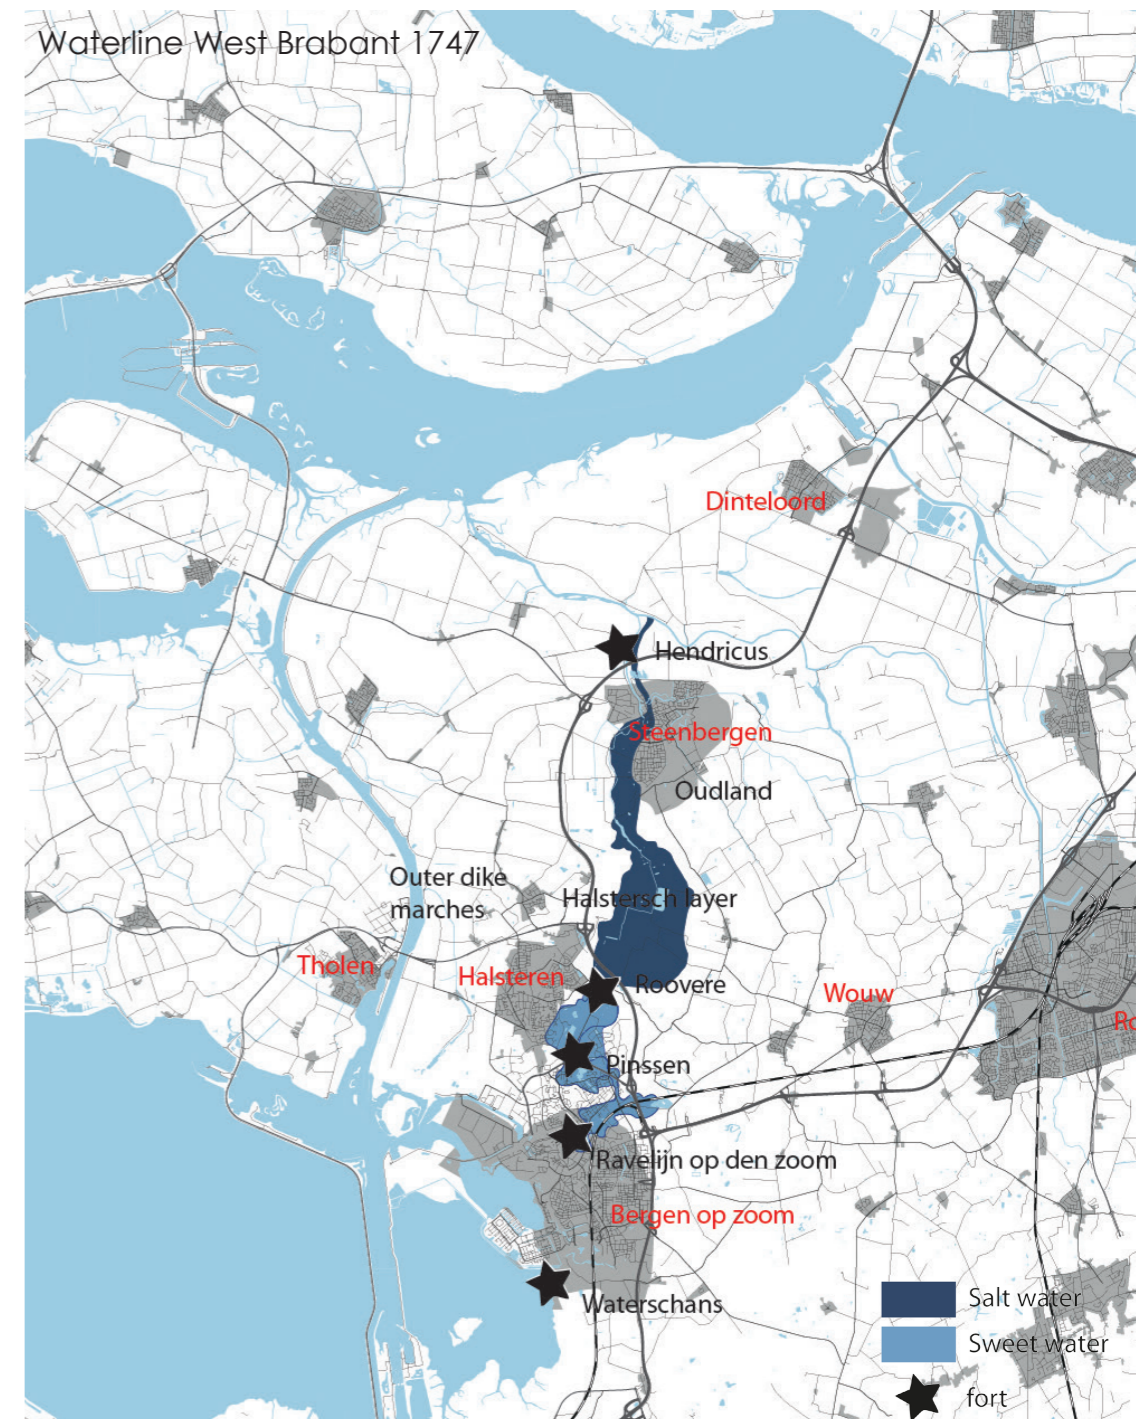 Waterline West Brabant 1747
Dinteloord
Hendricus
Steenbergen
Oudland
Outer dike
marches
Halstersch layer
Tholen
Halsteren
Roovere
Wouw
Ro
Pinssen
Ravelijn op den zoom
Bergen op zoom
Waterschans
Salt water
Sweet water
fort